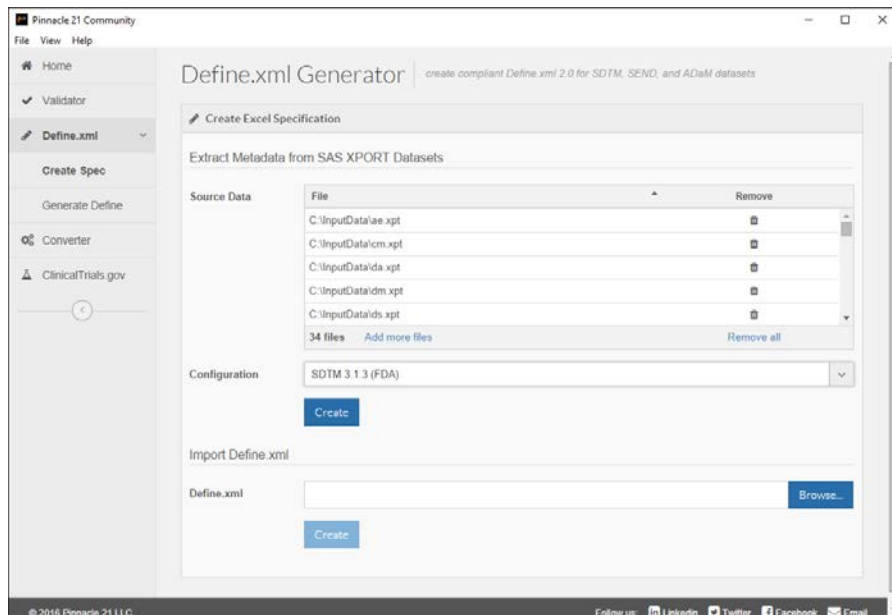 Pinnacle 21 Community
File View Help
Home
Validator
Define.xml
Create Spec
Generate Define
Converter
ClinicalTrials.gov
Define.xml Generator
create compliant Define.xml 2.0 for SDTM, SEND, and ADaM datasets
Create Excel Specification
Extract Metadata from SAS XPORT Datasets
Source Data
File Remove
C:\InputData\ae.xpt
C:\InputData\cm.xpt
C:\InputData\da.xpt
C:\InputData\dm.xpt
C:\InputData\ds.xpt
34 files Add more files Remove all
Configuration SDTM 3.1.3 (FDA)
Create
Import Define.xml
Define.xml Browse...
Create
© 2016 Pinnacle 21 LLC Follow us: Linkedin Twitter Facebook Email